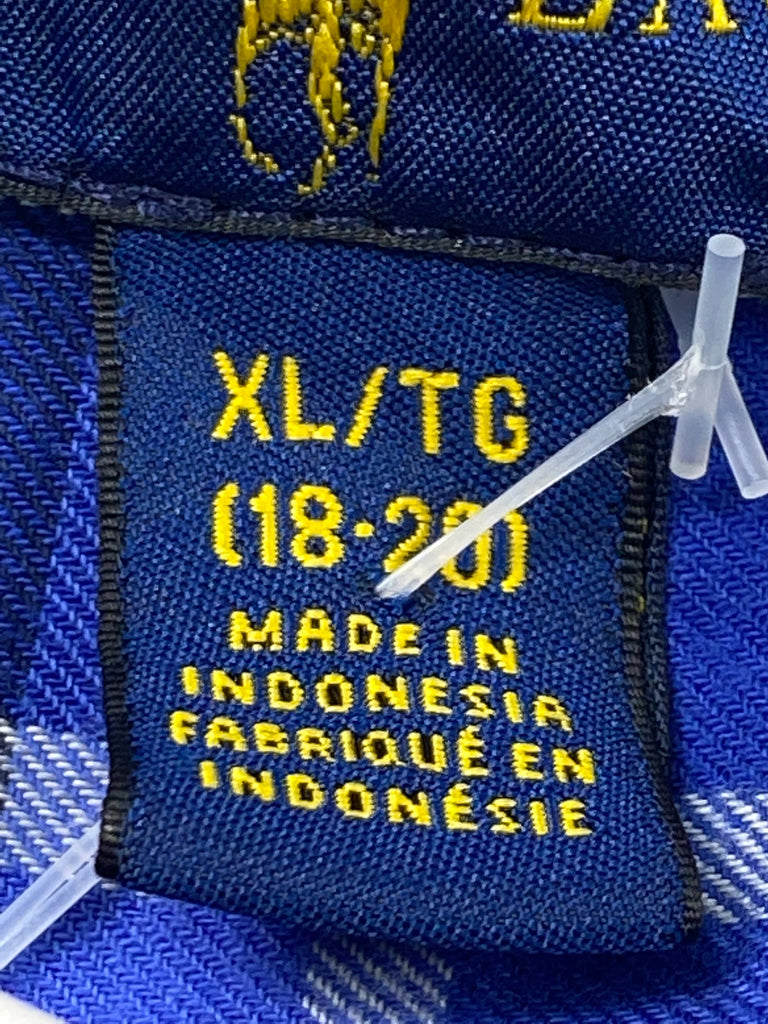 XL/TG
(18-20)
MADE IN
INDONESIA
FABRIQUÉ EN
INDONÉSIE